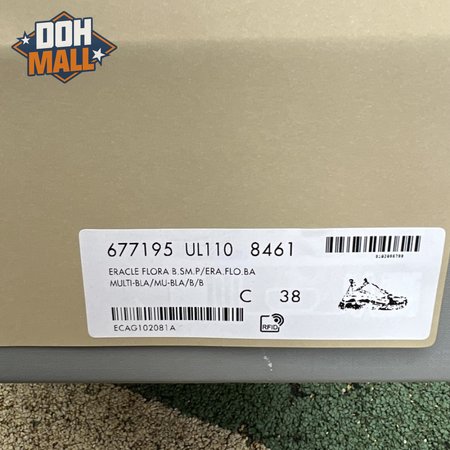 DOH
MALL
677195 UL110 8461
ERACLE FLORA B.SM.P/ERA.FLO.BA
MULTI-BLA/MU-BLA/B/B
C 38
ECAG102081A
RFID